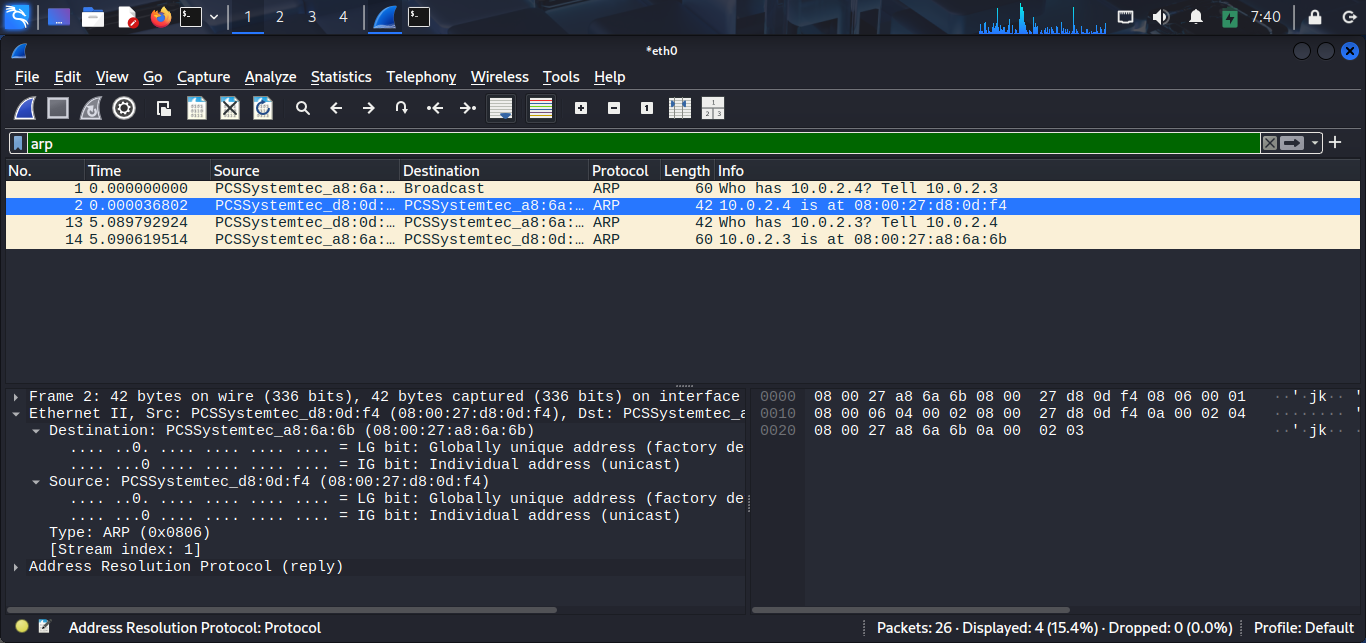 1 2 3 4 7:40
*eth0
File Edit View Go Capture Analyze Statistics Telephony Wireless Tools Help
arp
No. Time Source Destination Protocol Length Info
1 0.000000000 PCSSystemtec_a8:6a:… Broadcast ARP 60 Who has 10.0.2.4? Tell 10.0.2.3
2 0.000036802 PCSSystemtec_d8:0d:… PCSSystemtec_a8:6a:… ARP 42 10.0.2.4 is at 08:00:27:d8:0d:f4
13 5.089792924 PCSSystemtec_d8:0d:… PCSSystemtec_a8:6a:… ARP 42 Who has 10.0.2.3? Tell 10.0.2.4
14 5.090619514 PCSSystemtec_a8:6a:… PCSSystemtec_d8:0d:… ARP 60 10.0.2.3 is at 08:00:27:a8:6a:6b
Frame 2: 42 bytes on wire (336 bits), 42 bytes captured (336 bits) on interface
Ethernet II, Src: PCSSystemtec_d8:0d:f4 (08:00:27:d8:0d:f4), Dst: PCSSystemtec_a
Destination: PCSSystemtec_a8:6a:6b (08:00:27:a8:6a:6b)
.... ..0. .... .... .... .... = LG bit: Globally unique address (factory de
.... ...0 .... .... .... .... = IG bit: Individual address (unicast)
Source: PCSSystemtec_d8:0d:f4 (08:00:27:d8:0d:f4)
.... ..0. .... .... .... .... = LG bit: Globally unique address (factory de
.... ...0 .... .... .... .... = IG bit: Individual address (unicast)
Type: ARP (0x0806)
[Stream index: 1]
Address Resolution Protocol (reply)
0000 08 00 27 a8 6a 6b 08 00 27 d8 0d f4 08 06 00 01 ··'·jk·· '
0010 08 00 06 04 00 02 08 00 27 d8 0d f4 0a 00 02 04 ········ '
0020 08 00 27 a8 6a 6b 0a 00 02 03 ··'·jk·· ·
Address Resolution Protocol: Protocol
Packets: 26 · Displayed: 4 (15.4%) · Dropped: 0 (0.0%) Profile: Default